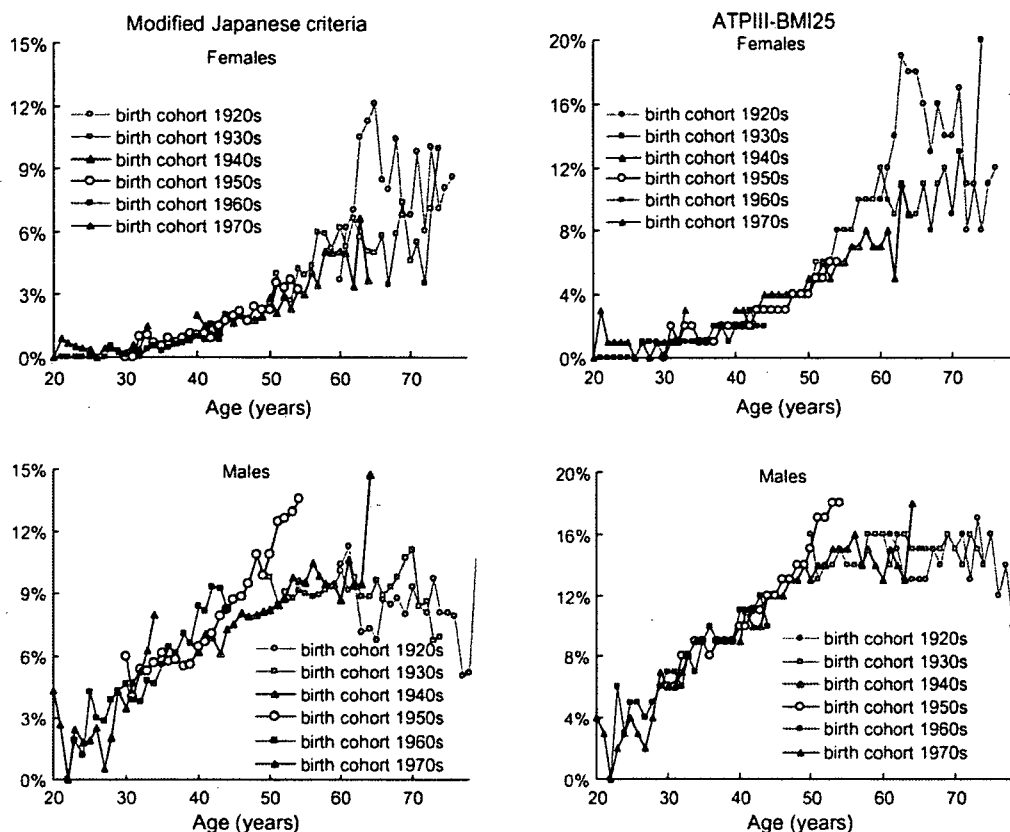 Modified Japanese criteria
Females
15%
12%
9%
6%
3%
0%
birth cohort 1920s
birth cohort 1930s
birth cohort 1940s
birth cohort 1950s
birth cohort 1960s
birth cohort 1970s
20 30 40 50 60 70
Age (years)
ATPIII-BMI25
Females
20%
16%
12%
8%
4%
0%
birth cohort 1920s
birth cohort 1930s
birth cohort 1940s
birth cohort 1950s
birth cohort 1960s
birth cohort 1970s
20 30 40 50 60 70
Age (years)
Males
15%
12%
9%
6%
3%
0%
birth cohort 1920s
birth cohort 1930s
birth cohort 1940s
birth cohort 1950s
birth cohort 1960s
birth cohort 1970s
20 30 40 50 60 70
Age (years)
Males
20%
16%
12%
8%
4%
0%
birth cohort 1920s
birth cohort 1930s
birth cohort 1940s
birth cohort 1950s
birth cohort 1960s
birth cohort 1970s
20 30 40 50 60 70
Age (years)